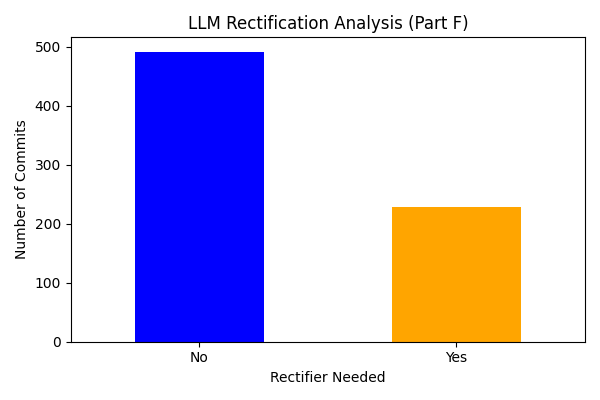 LLM Rectification Analysis (Part F)
500
400
300
200
100
0
Number of Commits
No Yes
Rectifier Needed